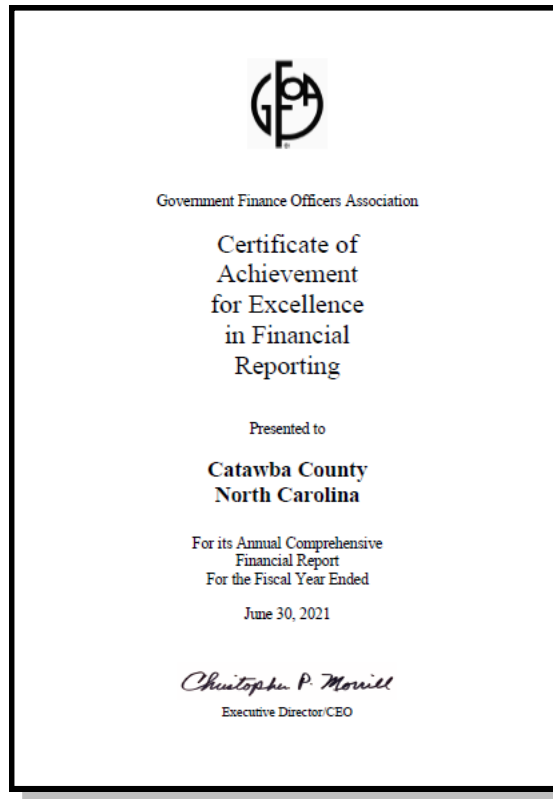 GFOA
Government Finance Officers Association
Certificate of
Achievement
for Excellence
in Financial
Reporting
Presented to
Catawba County
North Carolina
For its Annual Comprehensive
Financial Report
For the Fiscal Year Ended
June 30, 2021
Christopher P. Morrill
Executive Director/CEO